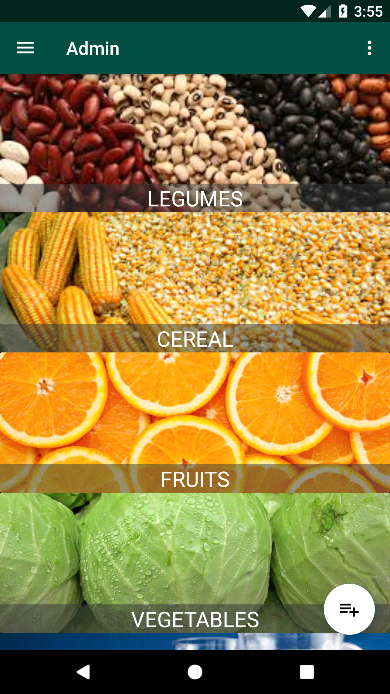 3:55
Admin
LEGUMES
CEREAL
FRUITS
VEGETABLES